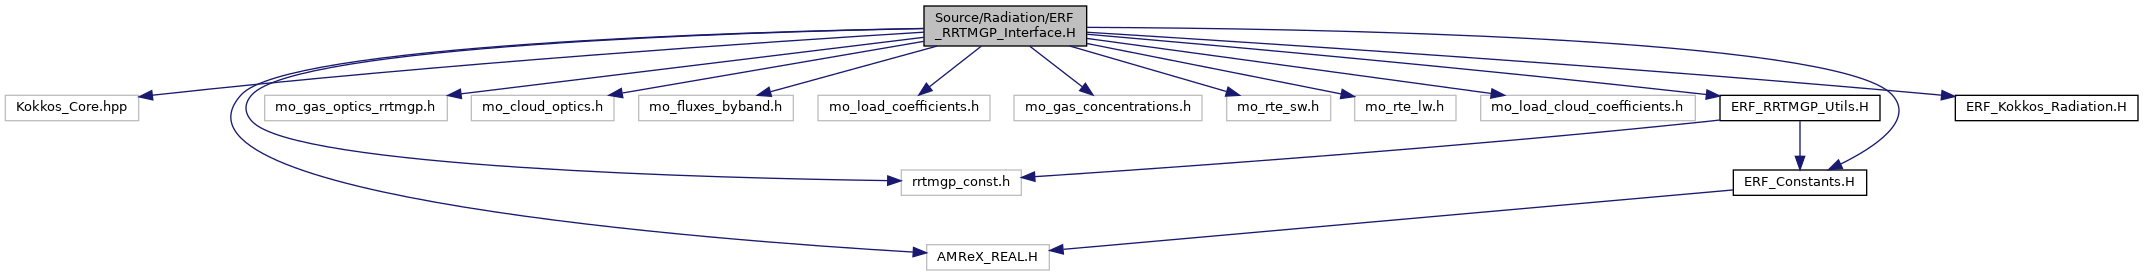 Source/Radiation/ERF
_RRTMGP_Interface.H
Kokkos_Core.hpp
mo_gas_optics_rrtmgp.h
mo_cloud_optics.h
mo_fluxes_byband.h
mo_load_coefficients.h
mo_gas_concentrations.h
mo_rte_sw.h
mo_rte_lw.h
mo_load_cloud_coefficients.h
ERF_RRTMGP_Utils.H
ERF_Kokkos_Radiation.H
rrtmgp_const.h
ERF_Constants.H
AMReX_REAL.H